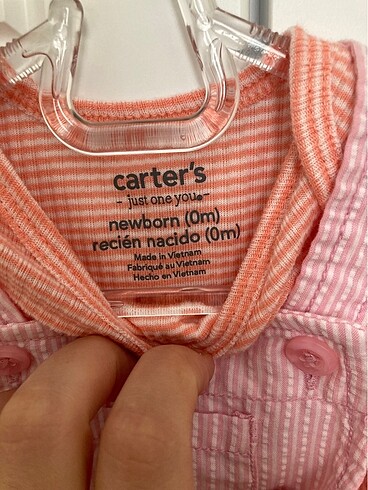 carter's
- just one you® -
newborn (0m)
recién nacido (0m)
Made in Vietnam
Fabriqué au Vietnam
Hecho en Vietnam